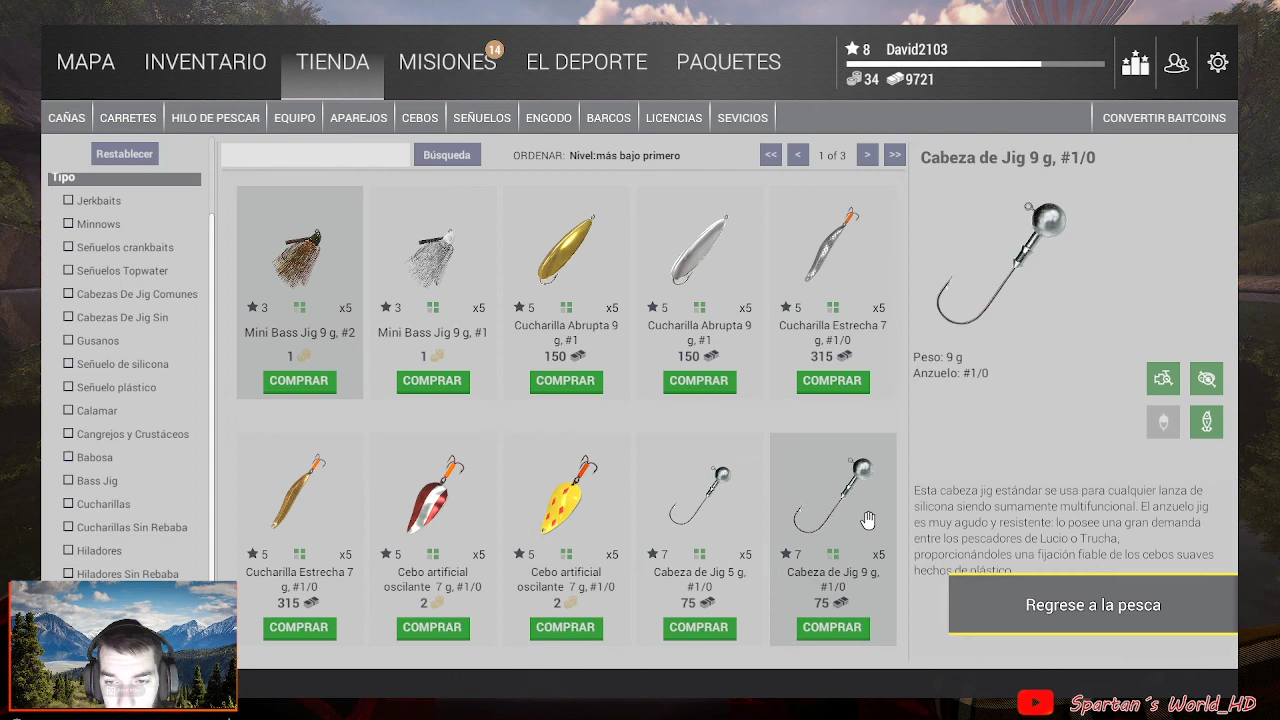 MAPA INVENTARIO TIENDA MISIONES 14 EL DEPORTE PAQUETES
8 David2103
34 9721
CAÑAS CARRETES HILO DE PESCAR EQUIPO APAREJOS CEBOS SEÑUELOS ENGODO BARCOS LICENCIAS SEVICIOS CONVERTIR BAITCOINS
Restablecer
Búsqueda ORDENAR: Nivel:más bajo primero << < 1 of 3 > >>
Tipo
Jerkbaits
Minnows
Señuelos crankbaits
Señuelos Topwater
Cabezas De Jig Comunes
Cabezas De Jig Sin
Gusanos
Señuelo de silicona
Señuelo plástico
Calamar
Cangrejos y Crustáceos
Babosa
Bass Jig
Cucharillas
Cucharillas Sin Rebaba
Hiladores
Hiladores Sin Rebaba
3 x5
Mini Bass Jig 9 g, #2
1
COMPRAR
3 x5
Mini Bass Jig 9 g, #1
1
COMPRAR
5 x5
Cucharilla Abrupta 9
g, #1
150
COMPRAR
5 x5
Cucharilla Abrupta 9
g, #1
150
COMPRAR
5 x5
Cucharilla Estrecha 7
g, #1/0
315
COMPRAR
5 x5
Cucharilla Estrecha 7
g, #1/0
315
COMPRAR
5 x5
Cebo artificial
oscilante 7 g, #1/0
2
COMPRAR
5 x5
Cebo artificial
oscilante 7 g, #1/0
2
COMPRAR
7 x5
Cabeza de Jig 5 g,
#1/0
75
COMPRAR
7 x5
Cabeza de Jig 9 g,
#1/0
75
COMPRAR
Cabeza de Jig 9 g, #1/0
Peso: 9 g
Anzuelo: #1/0
Esta cabeza jig estándar se usa para cualquier lanza de
silicona siendo sumamente multifuncional. El anzuelo jig
es muy agudo y resistente: lo posee una gran demanda
entre los pescadores de Lucio o Trucha,
proporcionándoles una fijación fiable de los cebos suaves
hechos de plástico.
Regrese a la pesca
Spartan´s World_HD